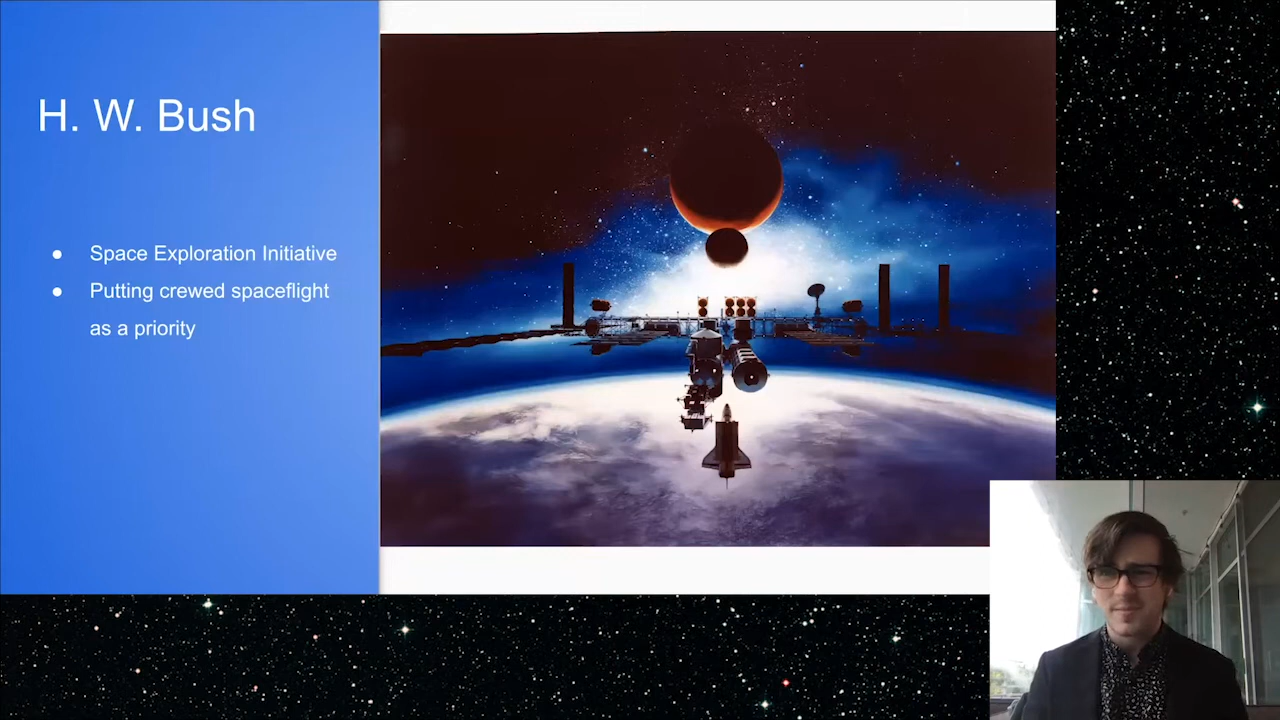 H. W. Bush
● Space Exploration Initiative
● Putting crewed spaceflight
as a priority